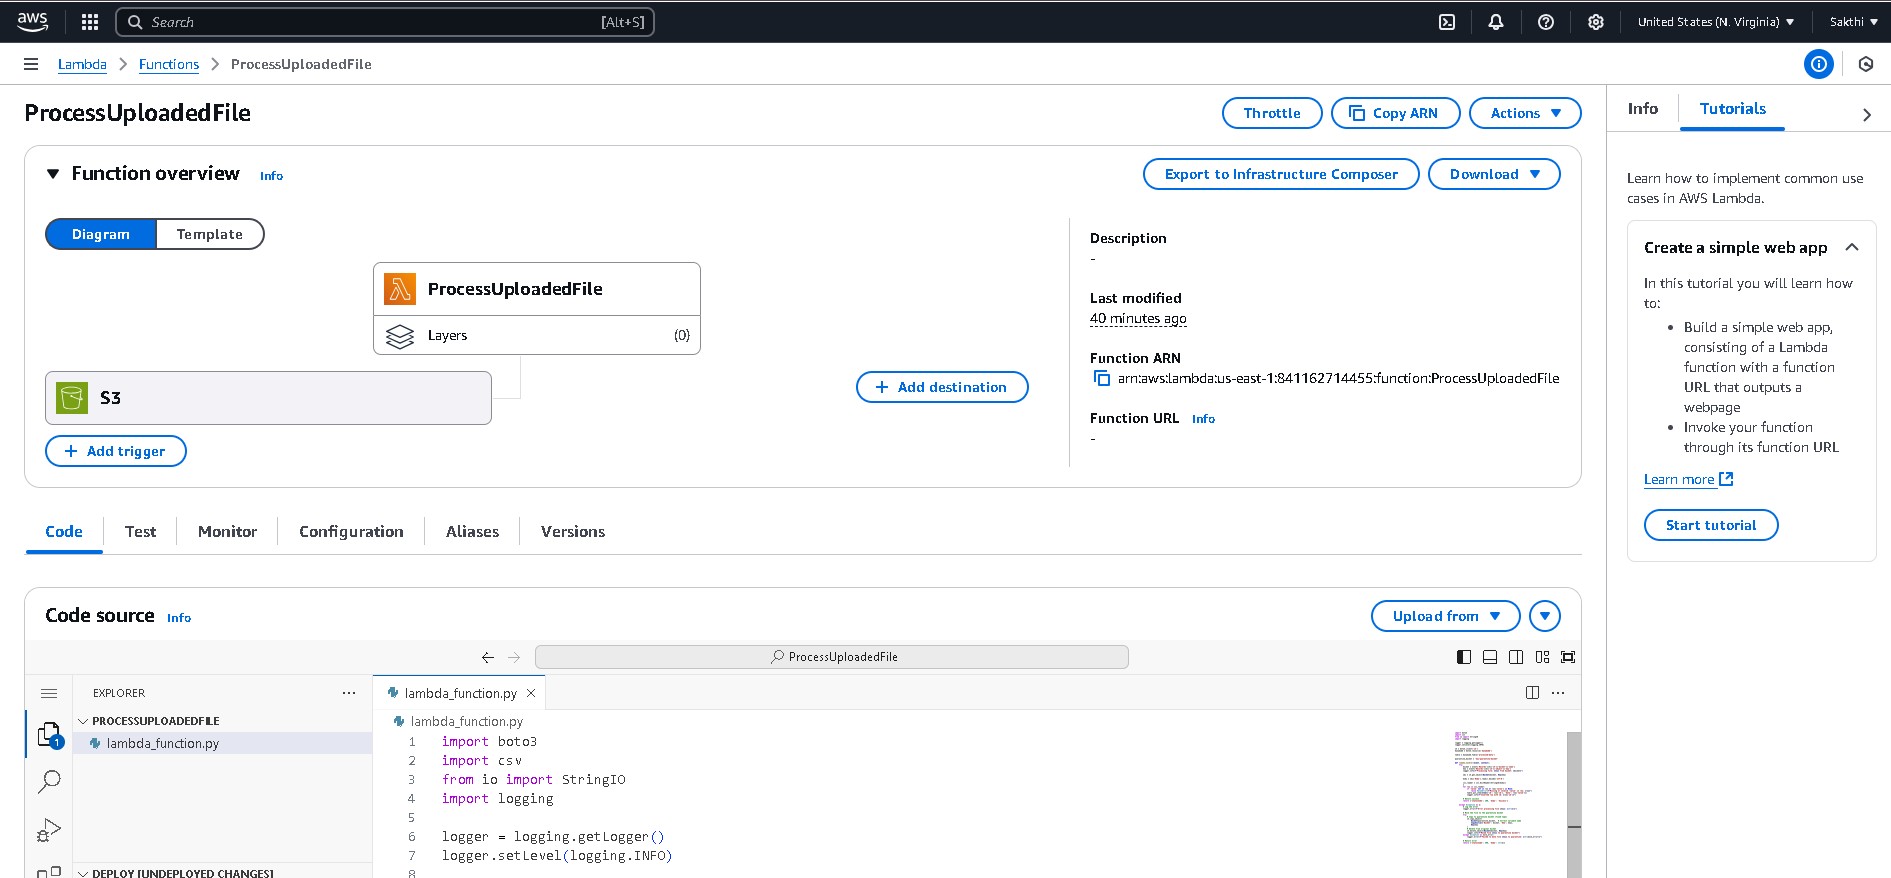 aws
Search [Alt+S]
United States (N. Virginia) ▼ Sakthi ▼
Lambda > Functions > ProcessUploadedFile
ProcessUploadedFile
Throttle Copy ARN Actions ▼
▼ Function overview Info
Export to Infrastructure Composer Download ▼
Diagram Template
ProcessUploadedFile
Layers (0)
S3
+ Add destination
+ Add trigger
Description
-
Last modified
40 minutes ago
Function ARN
arn:aws:lambda:us-east-1:841162714455:function:ProcessUploadedFile
Function URL Info
-
Code Test Monitor Configuration Aliases Versions
Code source Info
Upload from ▼
ProcessUploadedFile
EXPLORER ...
PROCESSUPLOADEDFILE
lambda_function.py
1
DEPLOY [UNDEPLOYED CHANGES]
lambda_function.py ×
lambda_function.py
1 import boto3
2 import csv
3 from io import StringIO
4 import logging
5
6 logger = logging.getLogger()
7 logger.setLevel(logging.INFO)
8
Info Tutorials
Learn how to implement common use
cases in AWS Lambda.
Create a simple web app
In this tutorial you will learn how
to:
• Build a simple web app,
consisting of a Lambda
function with a function
URL that outputs a
webpage
• Invoke your function
through its function URL
Learn more
Start tutorial